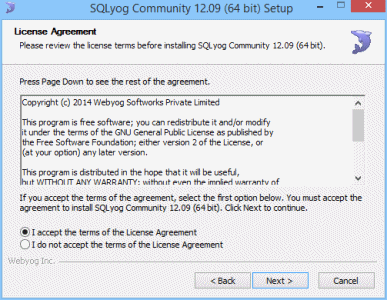 SQLyog Community 12.09 (64 bit) Setup
License Agreement
Please review the license terms before installing SQLyog Community 12.09 (64 bit).
Press Page Down to see the rest of the agreement.
Copyright (c) 2014 Webyog Softworks Private Limited
This program is free software; you can redistribute it and/or modify
it under the terms of the GNU General Public License as published by
the Free Software Foundation; either version 2 of the License, or
(at your option) any later version.
This program is distributed in the hope that it will be useful,
but WITHOUT ANY WARRANTY; without even the implied warranty of
If you accept the terms of the agreement, select the first option below. You must accept the
agreement to install SQLyog Community 12.09 (64 bit). Click Next to continue.
I accept the terms of the License Agreement
I do not accept the terms of the License Agreement
Webyog Inc.
< Back
Next >
Cancel